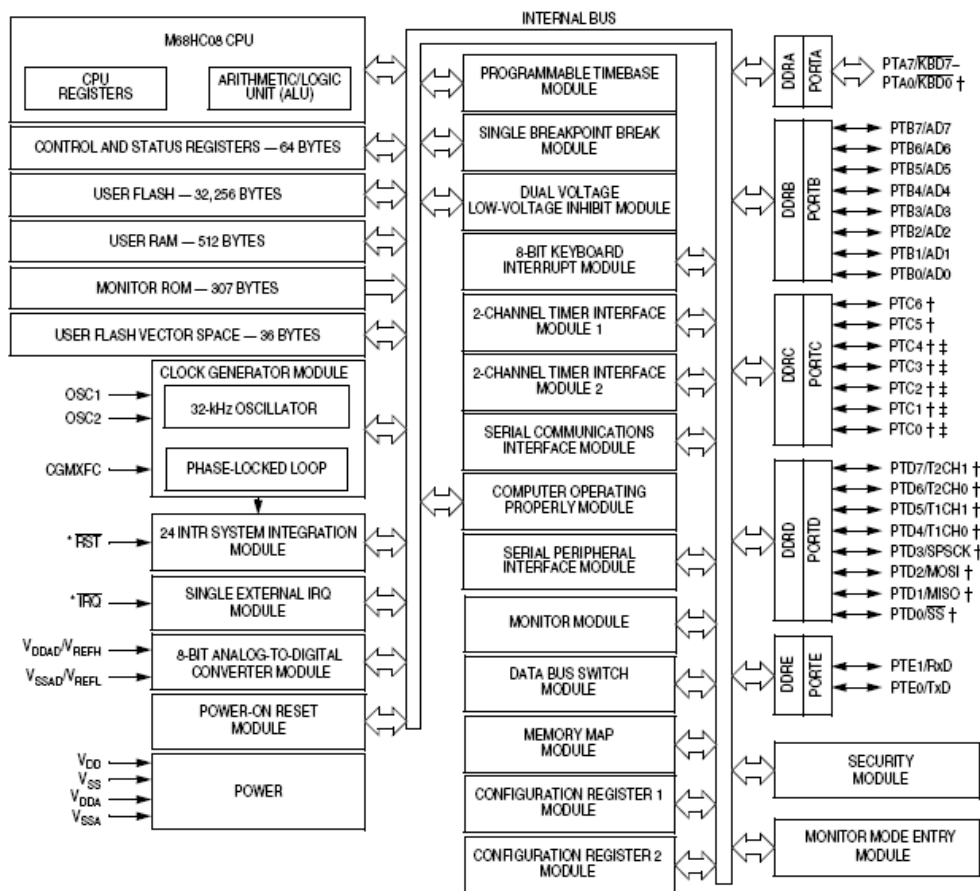 INTERNAL BUS
M68HC08 CPU
CPU
REGISTERS
ARITHMETIC/LOGIC
UNIT (ALU)
CONTROL AND STATUS REGISTERS — 64 BYTES
USER FLASH — 32,256 BYTES
USER RAM — 512 BYTES
MONITOR ROM — 307 BYTES
USER FLASH VECTOR SPACE — 36 BYTES
CLOCK GENERATOR MODULE
OSC1
OSC2
32-kHz OSCILLATOR
CGMXFC
PHASE-LOCKED LOOP
* RST
24 INTR SYSTEM INTEGRATION
MODULE
* IRQ
SINGLE EXTERNAL IRQ
MODULE
VDDAD/VREFH
VSSAD/VREFL
8-BIT ANALOG-TO-DIGITAL
CONVERTER MODULE
POWER-ON RESET
MODULE
VDD
VSS
VDDA
VSSA
POWER
PROGRAMMABLE TIMEBASE
MODULE
SINGLE BREAKPOINT BREAK
MODULE
DUAL VOLTAGE
LOW-VOLTAGE INHIBIT MODULE
8-BIT KEYBOARD
INTERRUPT MODULE
2-CHANNEL TIMER INTERFACE
MODULE 1
2-CHANNEL TIMER INTERFACE
MODULE 2
SERIAL COMMUNICATIONS
INTERFACE MODULE
COMPUTER OPERATING
PROPERLY MODULE
SERIAL PERIPHERAL
INTERFACE MODULE
MONITOR MODULE
DATA BUS SWITCH
MODULE
MEMORY MAP
MODULE
CONFIGURATION REGISTER 1
MODULE
CONFIGURATION REGISTER 2
MODULE
DDRA
PORTA
PTA7/KBD7–
PTA0/KBD0 †
DDRB
PORTB
PTB7/AD7
PTB6/AD6
PTB5/AD5
PTB4/AD4
PTB3/AD3
PTB2/AD2
PTB1/AD1
PTB0/AD0
DDRC
PORTC
PTC6 †
PTC5 †
PTC4 † ‡
PTC3 † ‡
PTC2 † ‡
PTC1 † ‡
PTC0 † ‡
DDRD
PORTD
PTD7/T2CH1 †
PTD6/T2CH0 †
PTD5/T1CH1 †
PTD4/T1CH0 †
PTD3/SPSCK †
PTD2/MOSI †
PTD1/MISO †
PTD0/SS †
DDRE
PORTE
PTE1/RxD
PTE0/TxD
SECURITY
MODULE
MONITOR MODE ENTRY
MODULE